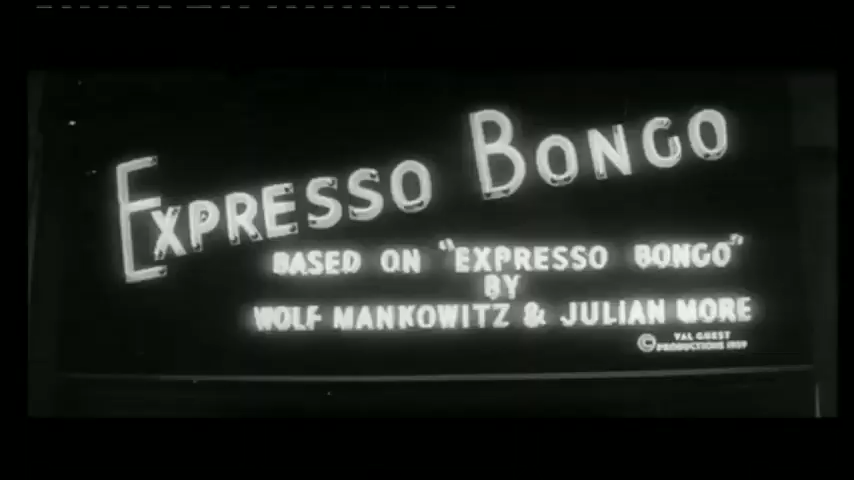 EXPRESSO BONGO
BASED ON "EXPRESSO BONGO"
BY
WOLF MANKOWITZ & JULIAN MORE
© VAL GUEST
PRODUCTIONS 1959